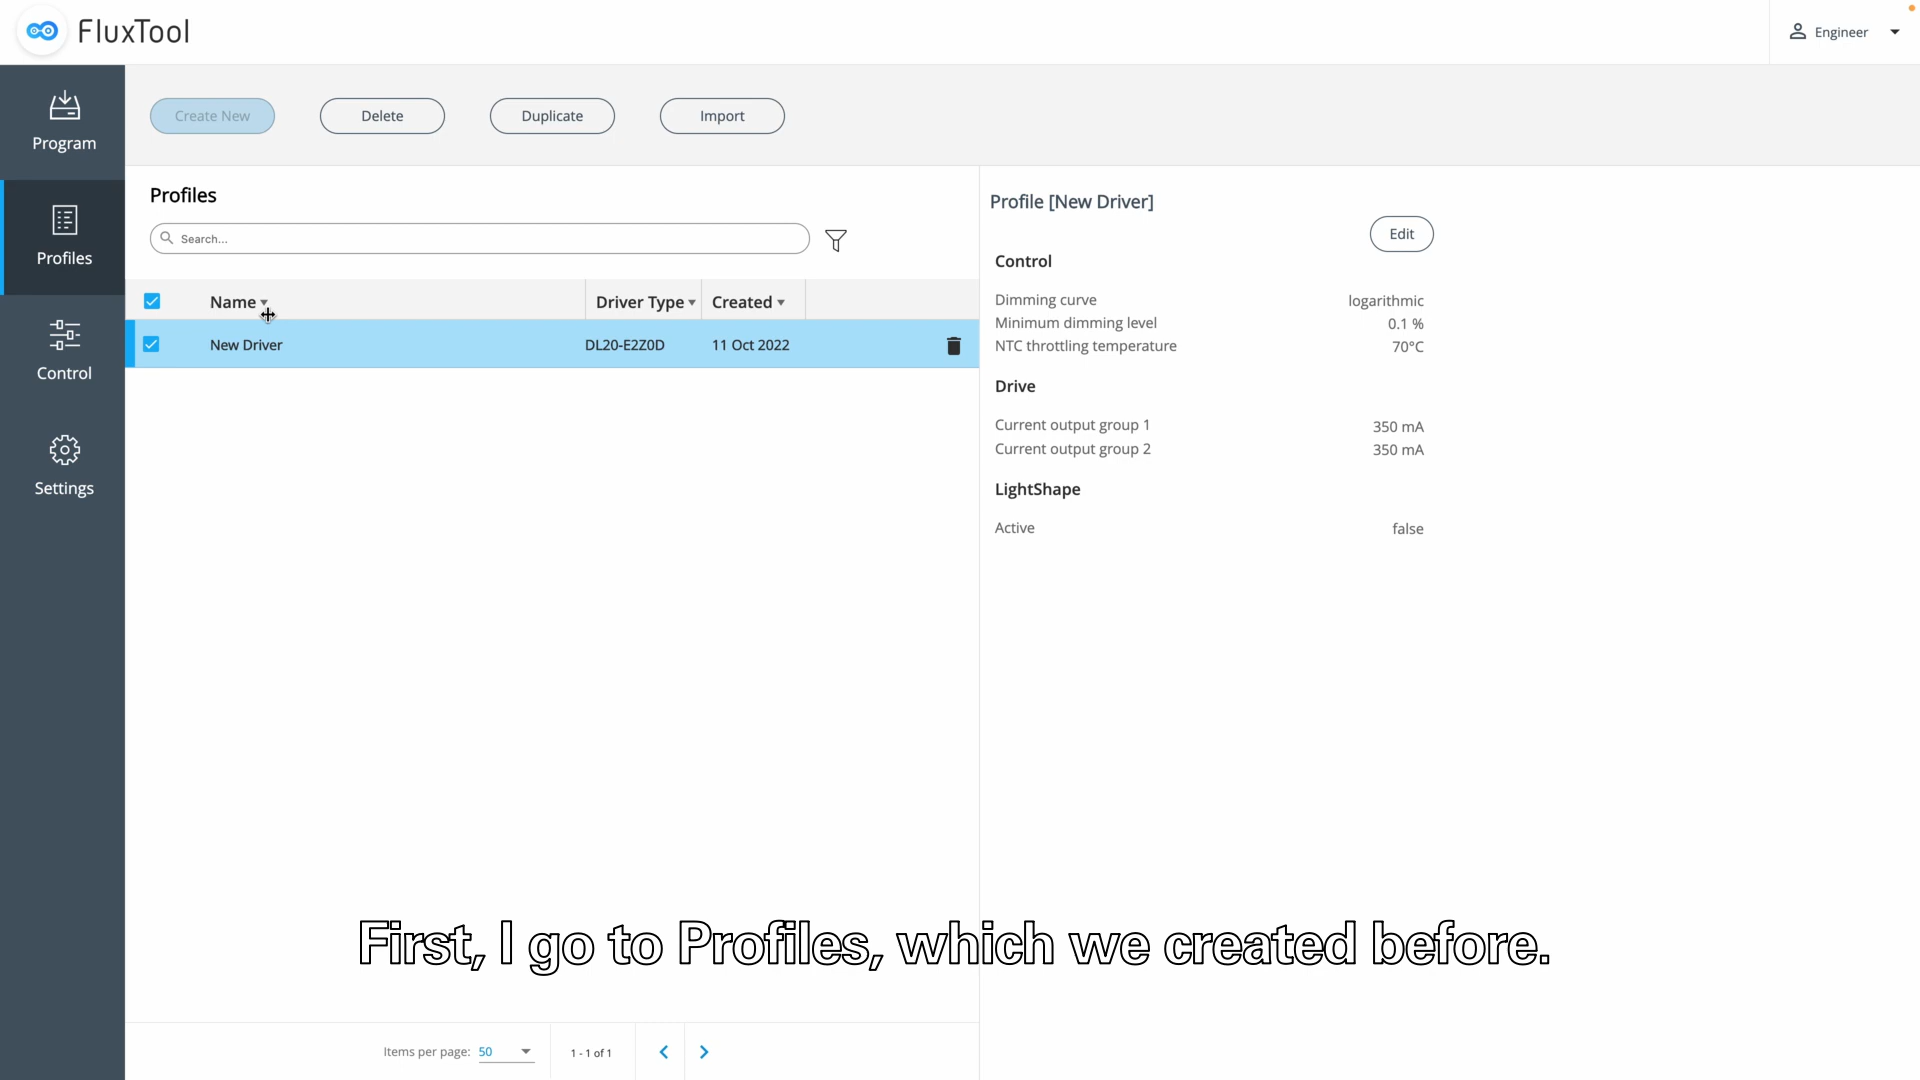 FluxTool
Engineer
Program
Profiles
Control
Settings
Create New
Delete
Duplicate
Import
Profiles
Search...
Name
Driver Type
Created
New Driver
DL20-E2Z0D
11 Oct 2022
Profile [New Driver]
Edit
Control
Dimming curve
logarithmic
Minimum dimming level
0.1 %
NTC throttling temperature
70°C
Drive
Current output group 1
350 mA
Current output group 2
350 mA
LightShape
Active
false
First, I go to Profiles, which we created before.
Items per page: 50
1 - 1 of 1